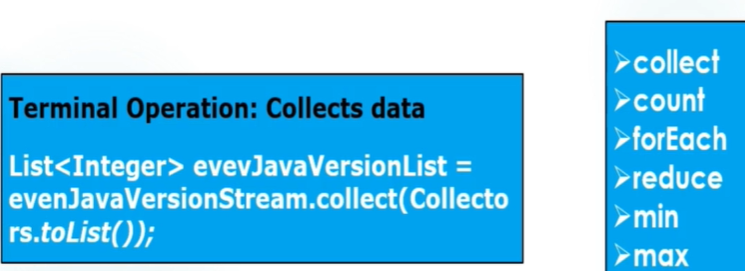 Terminal Operation: Collects data
List<Integer> evevJavaVersionList =
evenJavaVersionStream.collect(Collecto
rs.toList());
➢collect
➢count
➢forEach
➢reduce
➢min
➢max